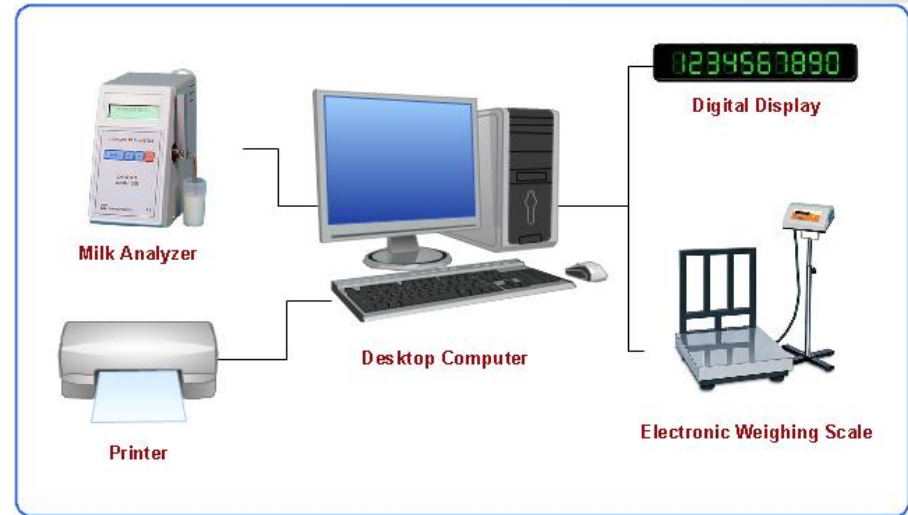 1234567890
Digital Display
Milk Analyzer
Desktop Computer
Electronic Weighing Scale
Printer